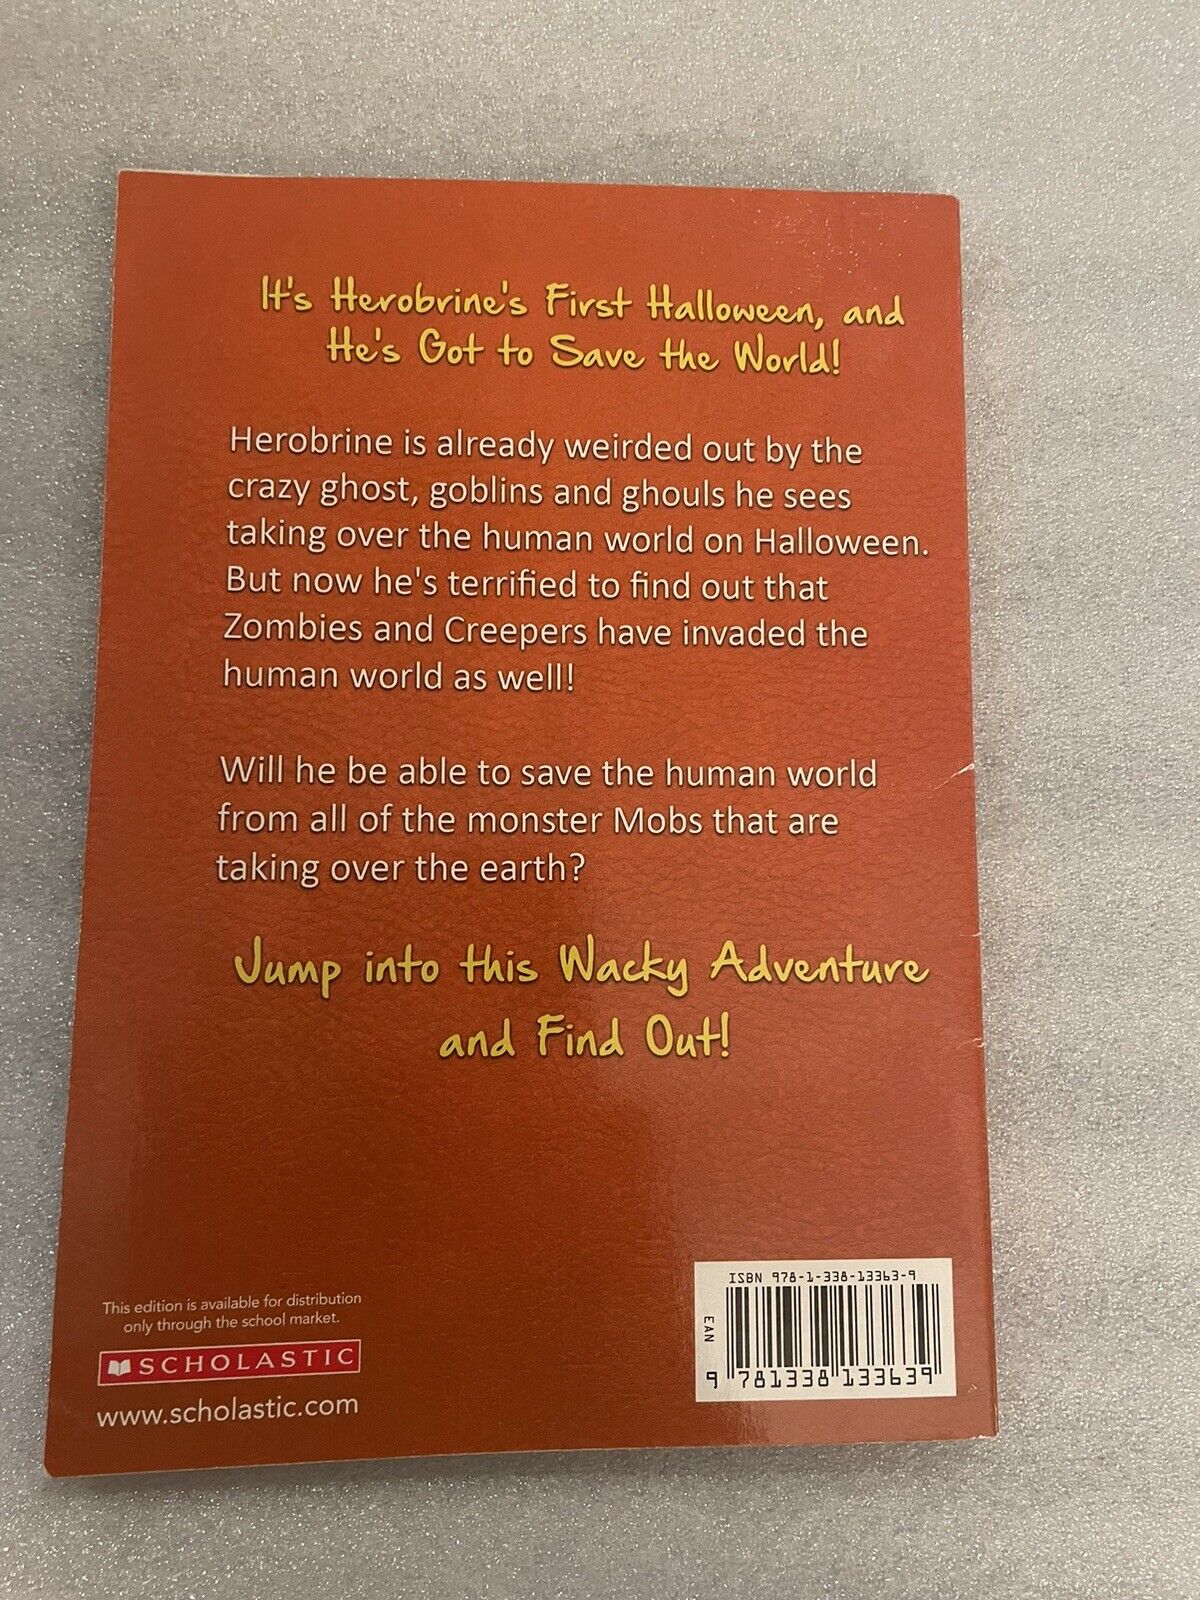 It's Herobrine's First Halloween, and
He's Got to Save the World!
Herobrine is already weirded out by the
crazy ghost, goblins and ghouls he sees
taking over the human world on Halloween.
But now he's terrified to find out that
Zombies and Creepers have invaded the
human world as well!
Will he be able to save the human world
from all of the monster Mobs that are
taking over the earth?
Jump into this Wacky Adventure
and Find Out!
This edition is available for distribution
only through the school market.
SCHOLASTIC
www.scholastic.com
ISBN 978-1-338-13363-9
EAN
9 781338 133639